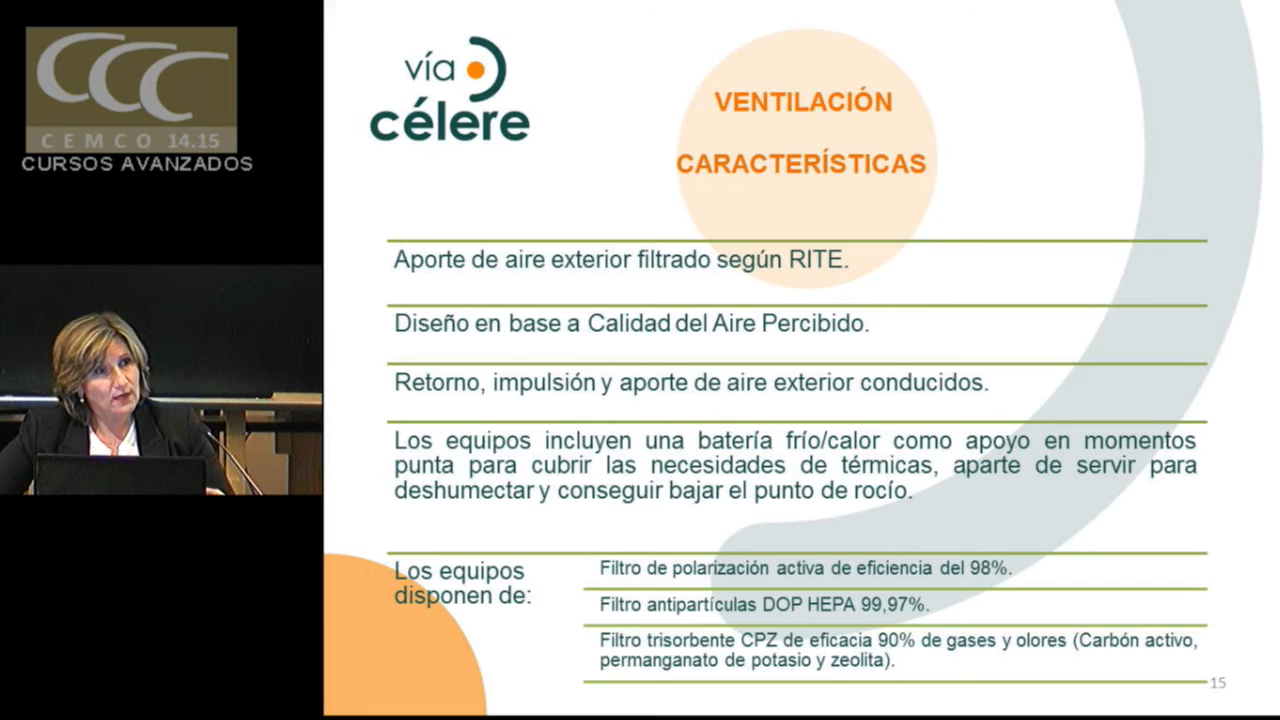 CCC
CEMCO 14.15
CURSOS AVANZADOS
vía
célere
VENTILACIÓN
CARACTERÍSTICAS
Aporte de aire exterior filtrado según RITE.
Diseño en base a Calidad del Aire Percibido.
Retorno, impulsión y aporte de aire exterior conducidos.
Los equipos incluyen una batería frío/calor como apoyo en momentos
punta para cubrir las necesidades de térmicas, aparte de servir para
deshumectar y conseguir bajar el punto de rocío.
Los equipos
disponen de:
Filtro de polarización activa de eficiencia del 98%.
Filtro antipartículas DOP HEPA 99,97%.
Filtro trisorbente CPZ de eficacia 90% de gases y olores (Carbón activo,
permanganato de potasio y zeolita).
15